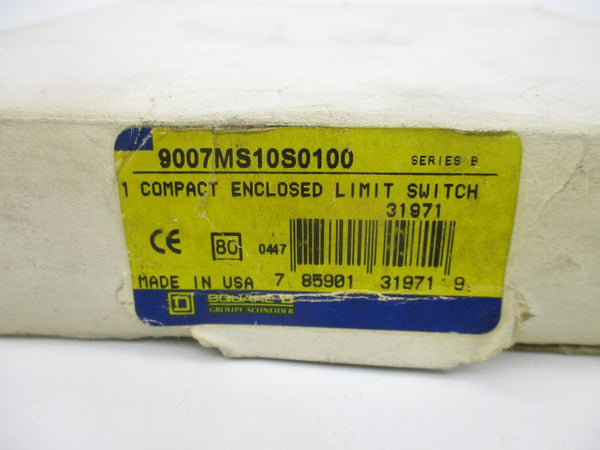 9007MS10S0100 SERIES B
1 COMPACT ENCLOSED LIMIT SWITCH
31971
CE 80 0447
MADE IN USA 7 85901 31971 9
SQUARE D
GROUPE SCHNEIDER